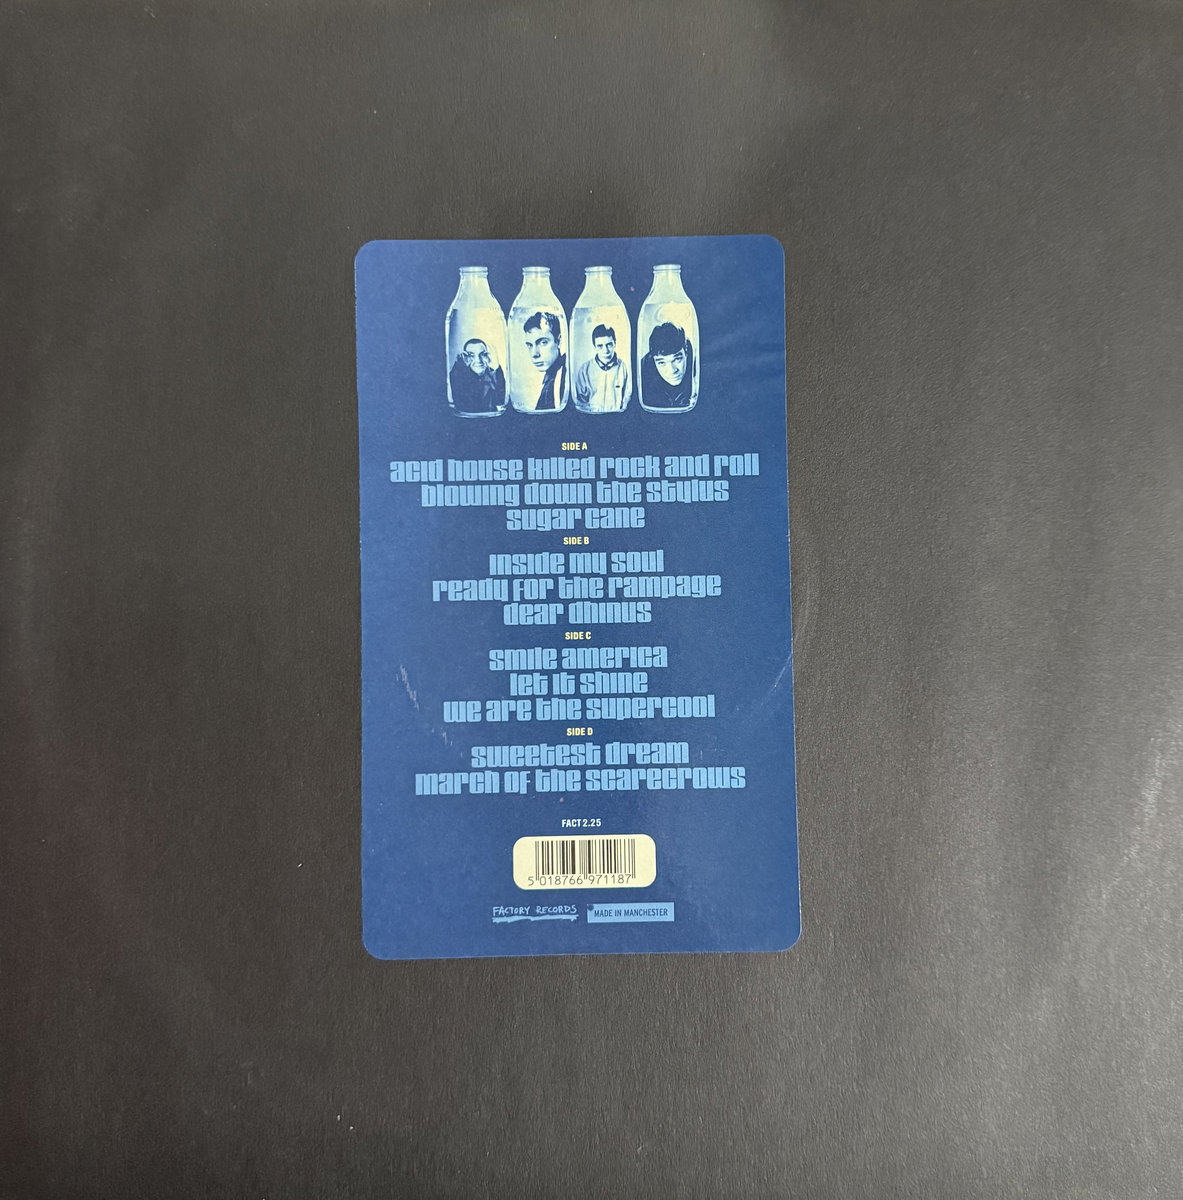 SIDE A
acid house killed rock and roll
blowing down the stylus
sugar cane
SIDE B
inside my soul
ready for the rampage
dear dhinus
SIDE C
smile america
let it shine
we are the supercool
SIDE D
sweetest dream
march of the scarecrows
FACT 2.25
5 018766 971187
FACTORY RECORDS
MADE IN MANCHESTER